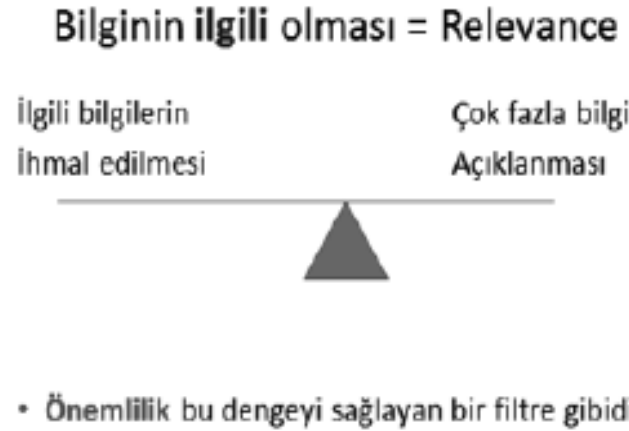 Bilginin ilgili olması = Relevance
İlgili bilgilerin
İhmal edilmesi
Çok fazla bilgi
Açıklanması
• Önemlilik bu dengeyi sağlayan bir filtre gibid